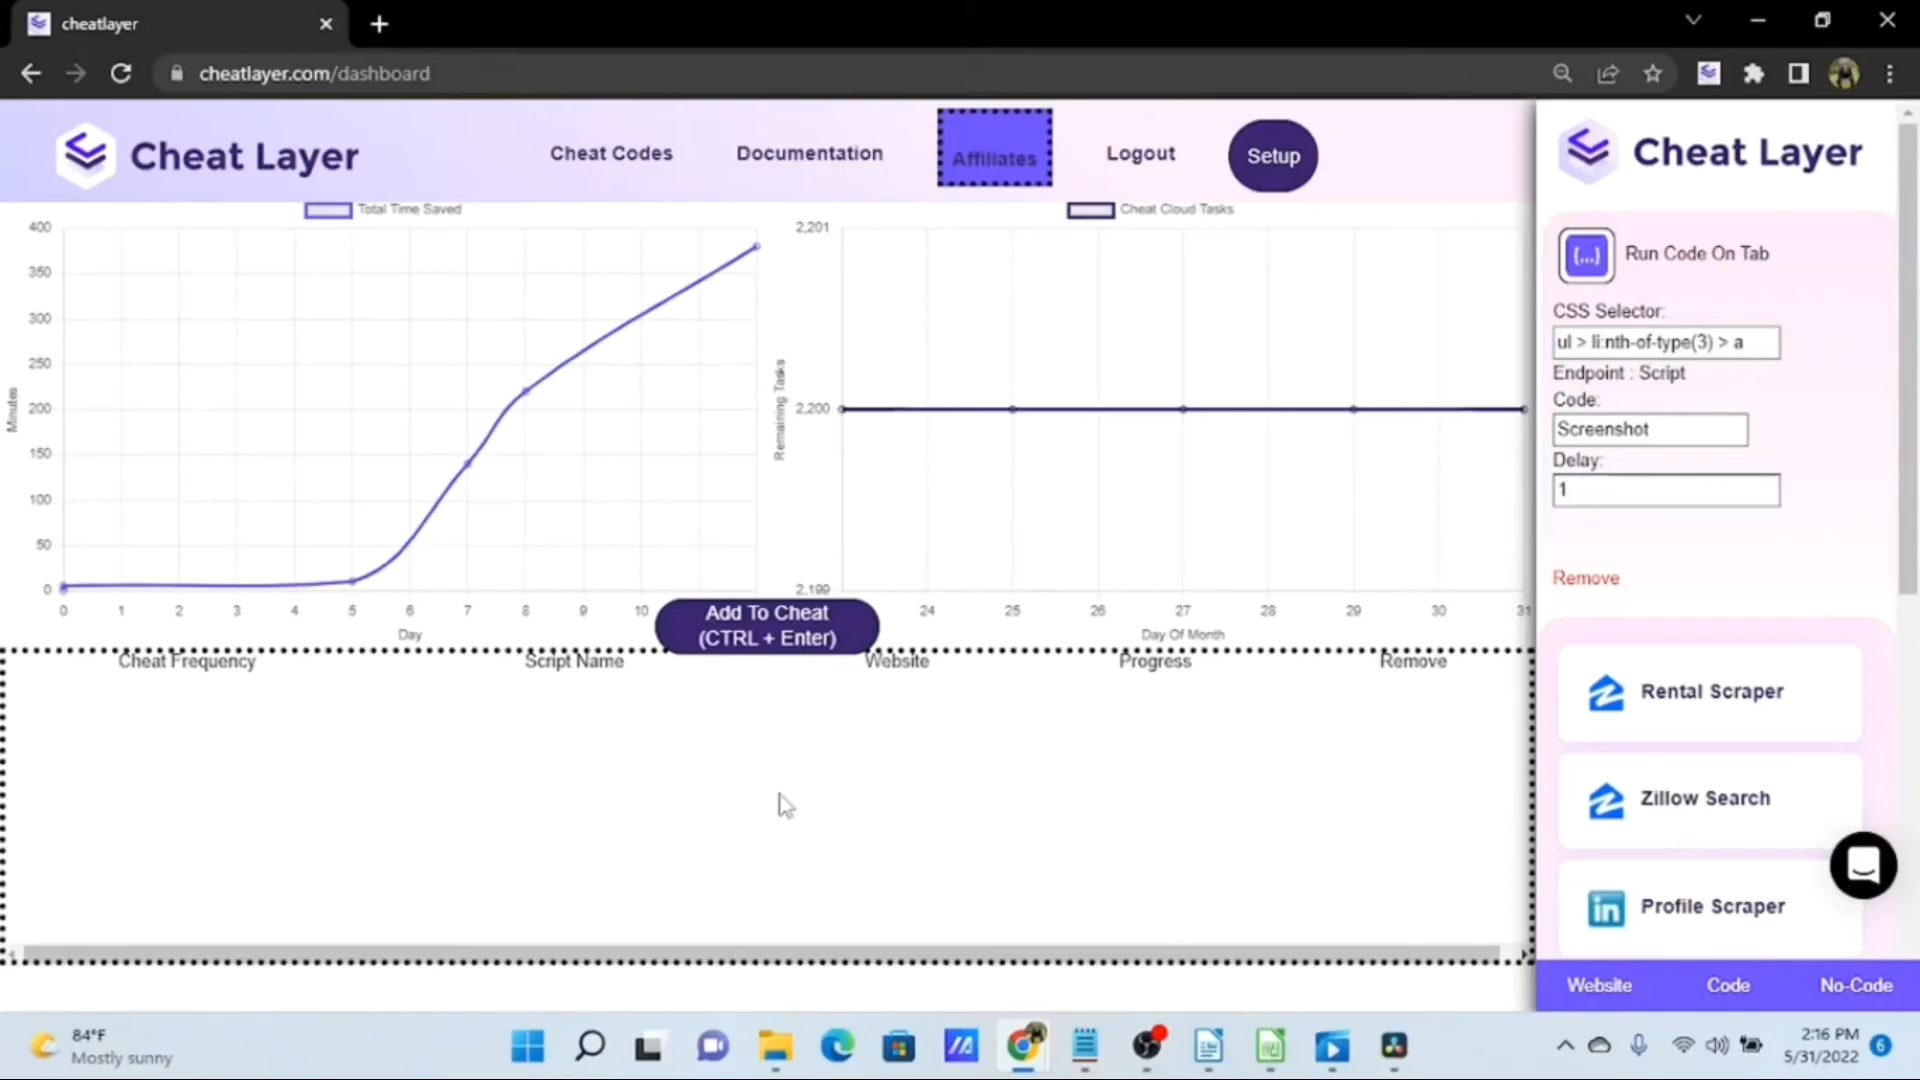 cheatlayer
cheatlayer.com/dashboard
Cheat Layer
Cheat Codes
Documentation
Affiliates
Logout
Setup
Total Time Saved
400
350
300
250
200
150
100
50
0
Minutes
0 1 2 3 4 5 6 7 8 9 10
Day
Cheat Cloud Tasks
2,201
2,200
2,199
Remaining Tasks
24 25 26 27 28 29 30 31
Day Of Month
Add To Cheat
(CTRL + Enter)
Cheat Frequency Script Name Website Progress Remove
Cheat Layer
{...} Run Code On Tab
CSS Selector:
ul > li:nth-of-type(3) > a
Endpoint : Script
Code:
Screenshot
Delay:
1
Remove
Rental Scraper
Zillow Search
in Profile Scraper
Website Code No-Code
84°F
Mostly sunny
2:16 PM
5/31/2022
6